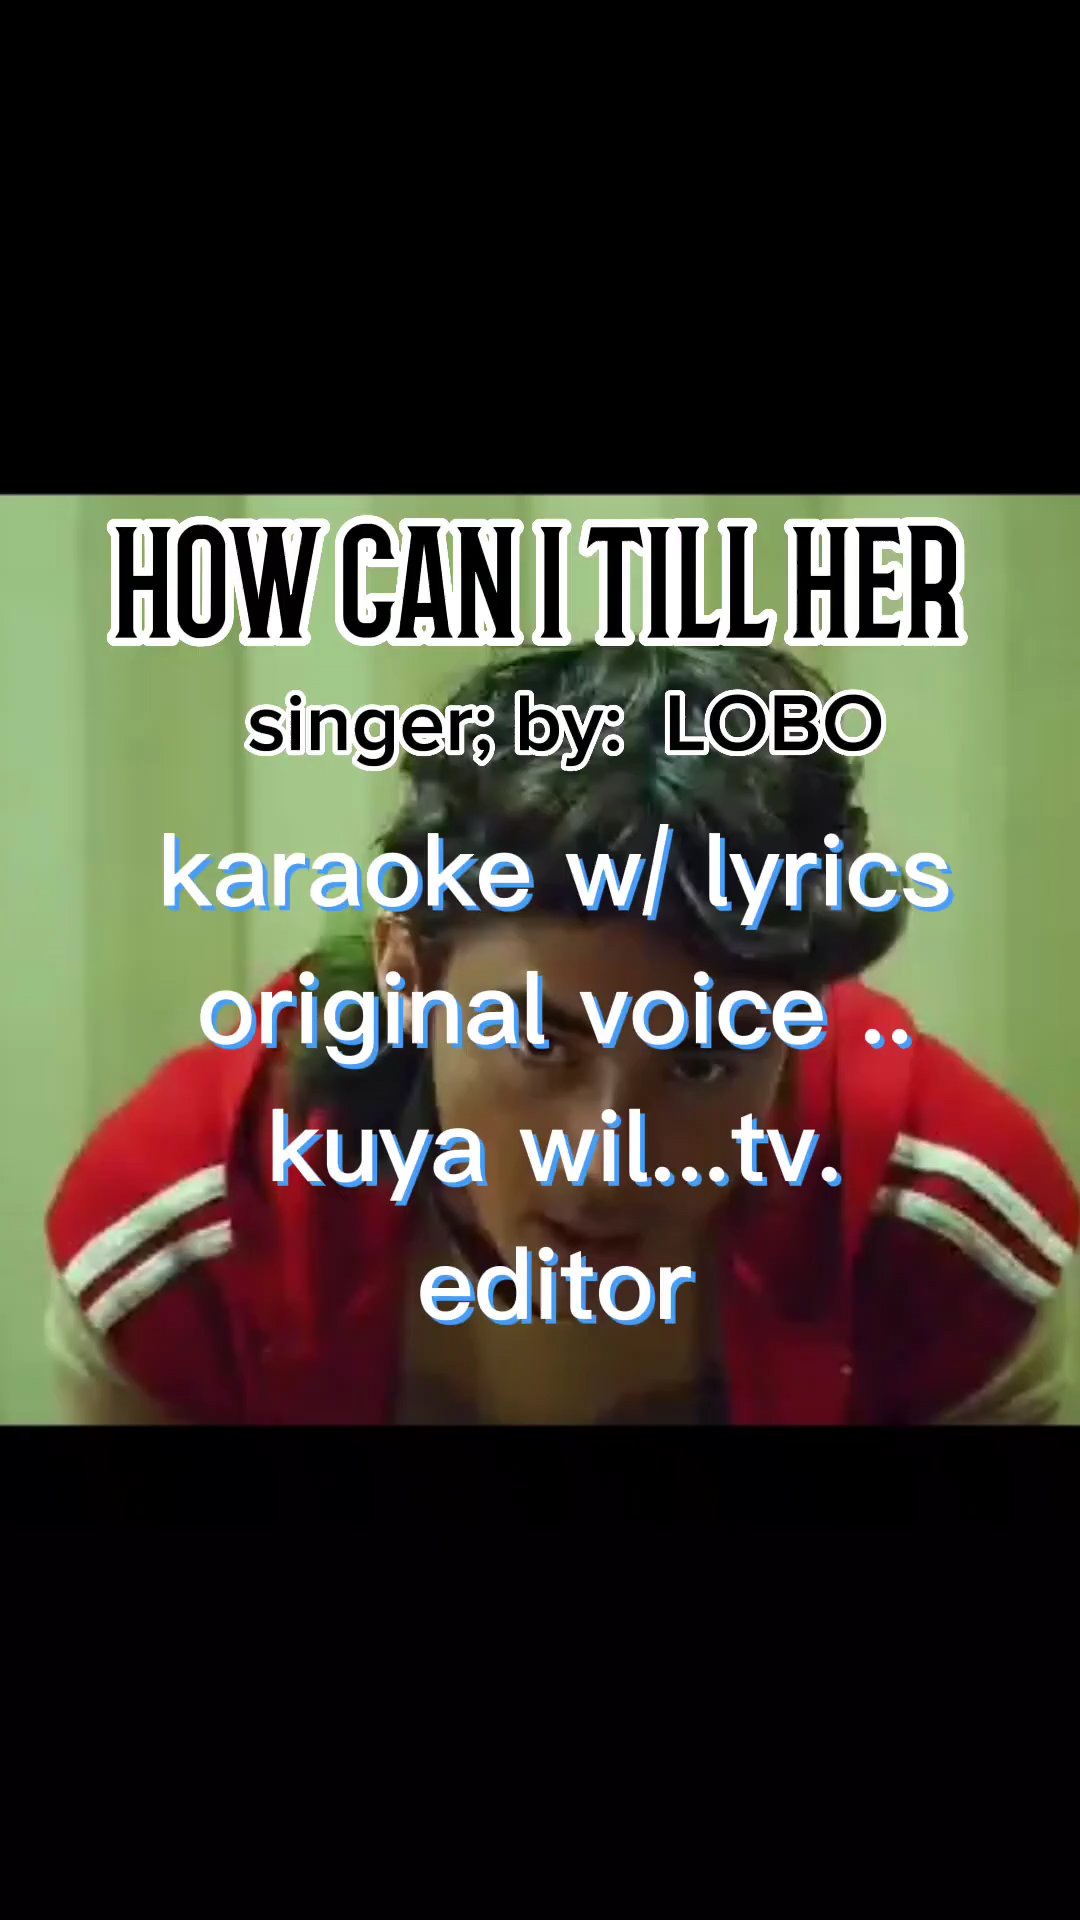 HOW CAN I TILL HER
singer; by: LOBO
karaoke w/ lyrics
original voice ..
kuya wil...tv.
editor